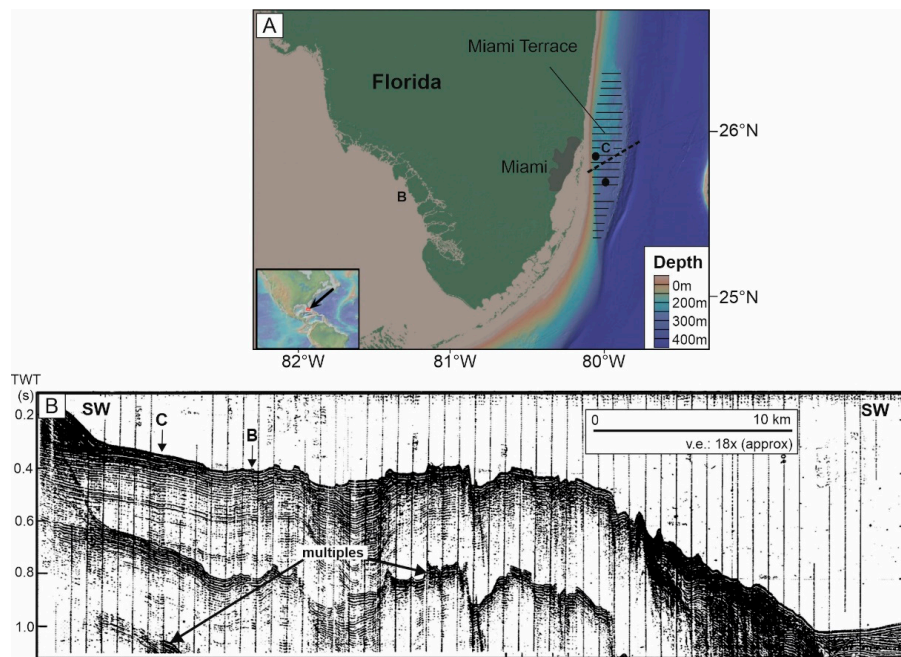 A
Miami Terrace
Florida
26°N
C
Miami
B
Depth
0m
200m
300m
400m
25°N
82°W
81°W
80°W
TWT
(s)
B
SW
SW
0.2
0
10 km
C
B
v.e.: 18x (approx)
0.4
0.6
multiples
0.8
1.0